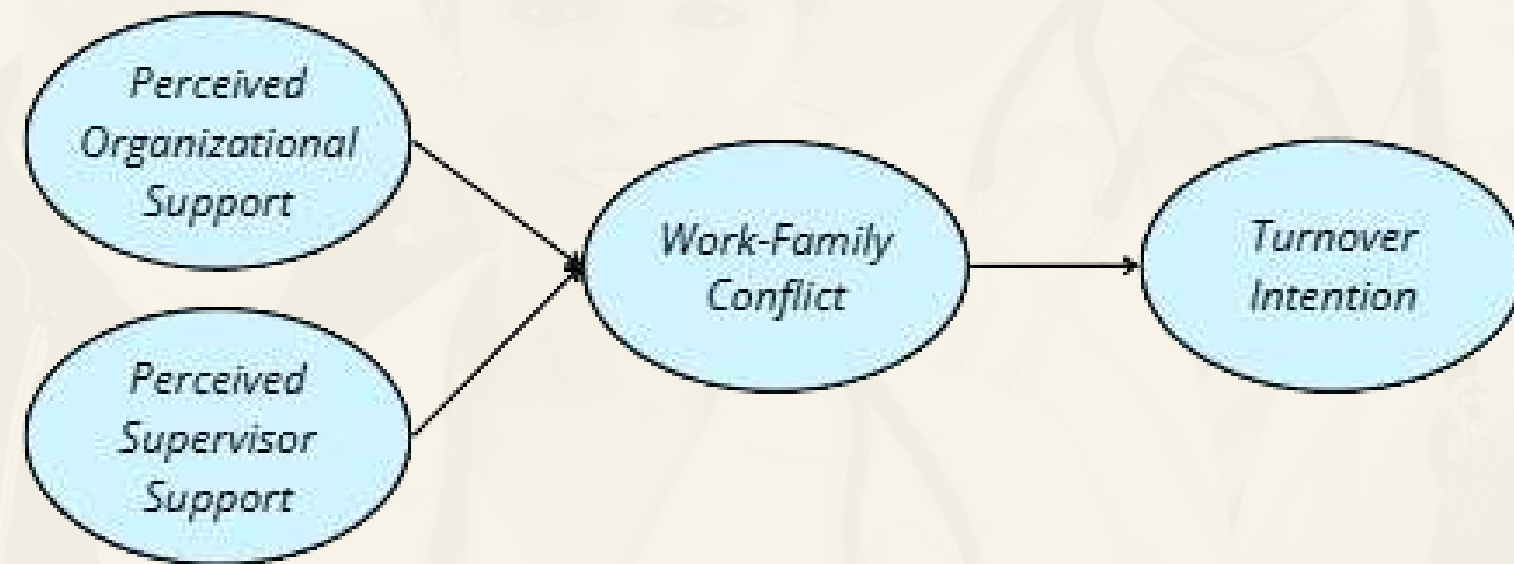 Perceived
Organizational
Support
Perceived
Supervisor
Support
Work-Family
Conflict
Turnover
Intention